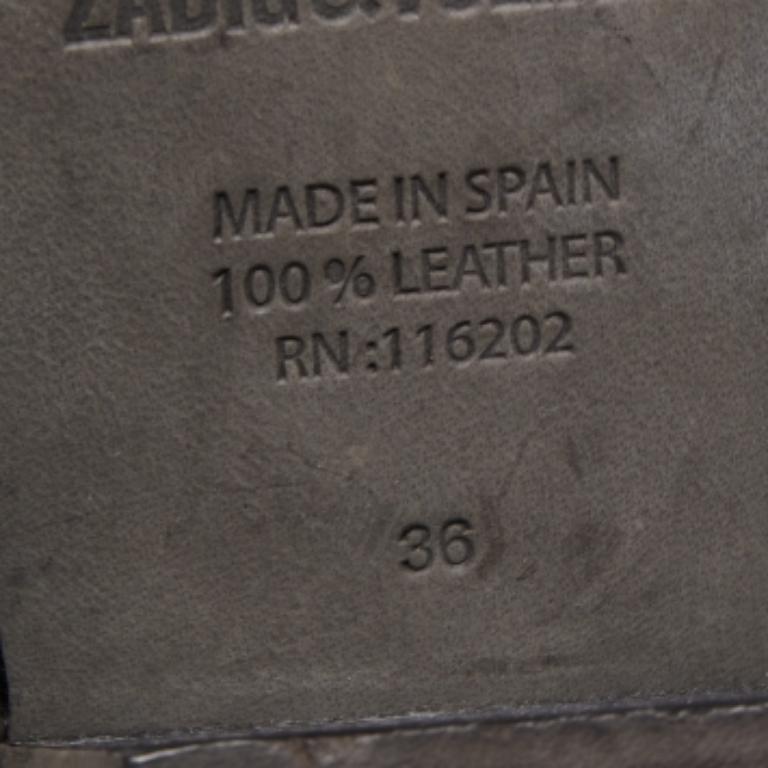 MADE IN SPAIN
100 % LEATHER
RN :116202
36